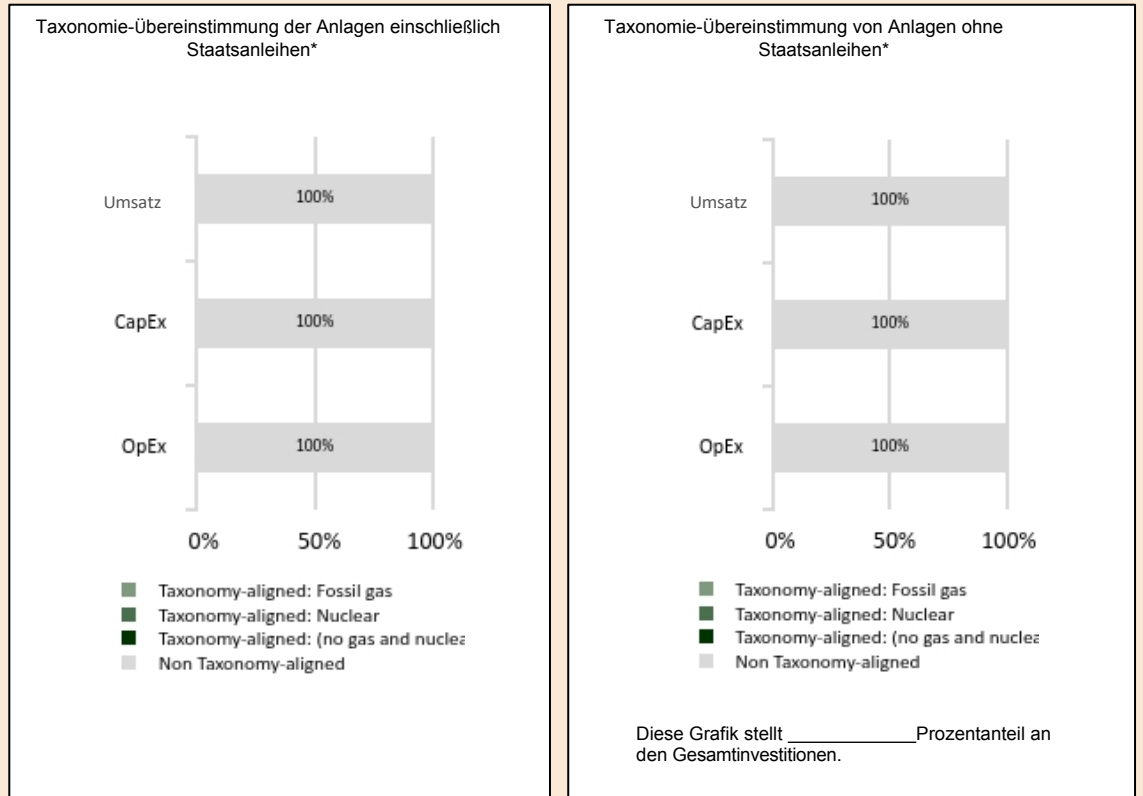 Taxonomie-Übereinstimmung der Anlagen einschließlich
Staatsanleihen*
Umsatz
100%
CapEx
100%
OpEx
100%
0% 50% 100%
Taxonomy-aligned: Fossil gas
Taxonomy-aligned: Nuclear
Taxonomy-aligned: (no gas and nuclea
Non Taxonomy-aligned
Taxonomie-Übereinstimmung von Anlagen ohne
Staatsanleihen*
Umsatz
100%
CapEx
100%
OpEx
100%
0% 50% 100%
Taxonomy-aligned: Fossil gas
Taxonomy-aligned: Nuclear
Taxonomy-aligned: (no gas and nuclea
Non Taxonomy-aligned
Diese Grafik stellt _____________Prozentanteil an
den Gesamtinvestitionen.